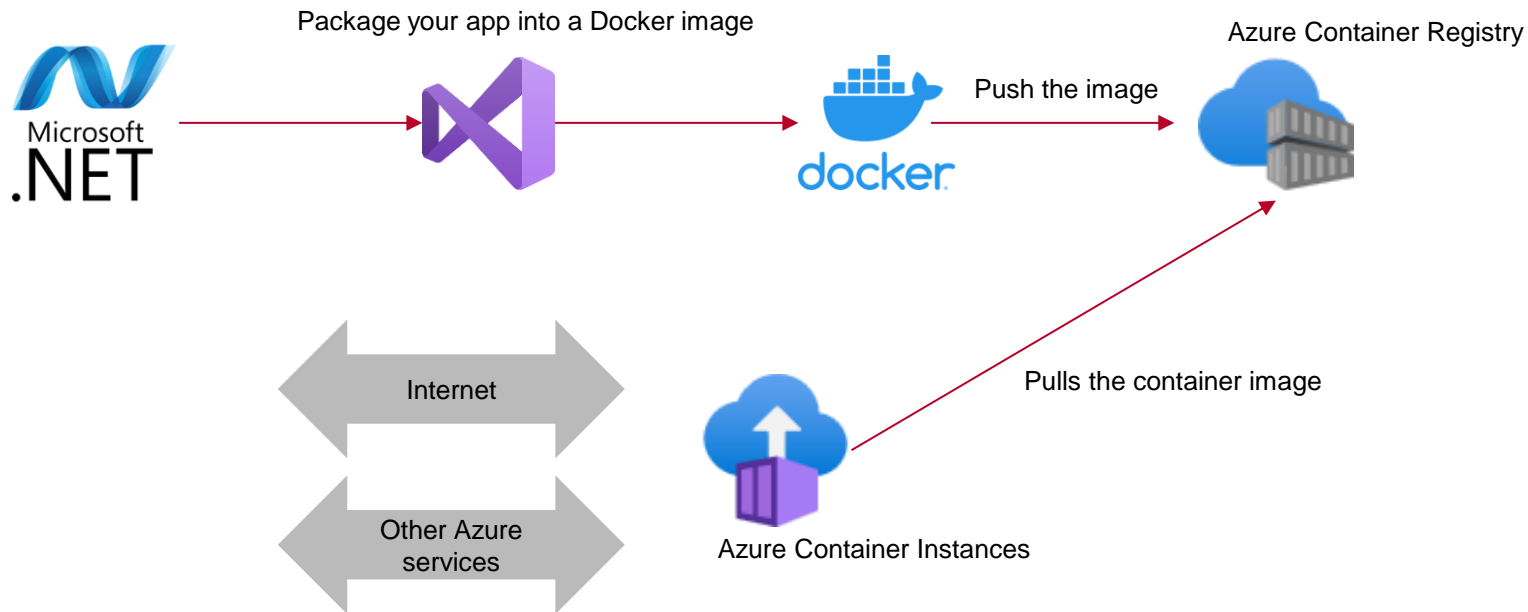 Package your app into a Docker image
Azure Container Registry
Microsoft
.NET
docker
Push the image
Internet
Pulls the container image
Other Azure
services
Azure Container Instances